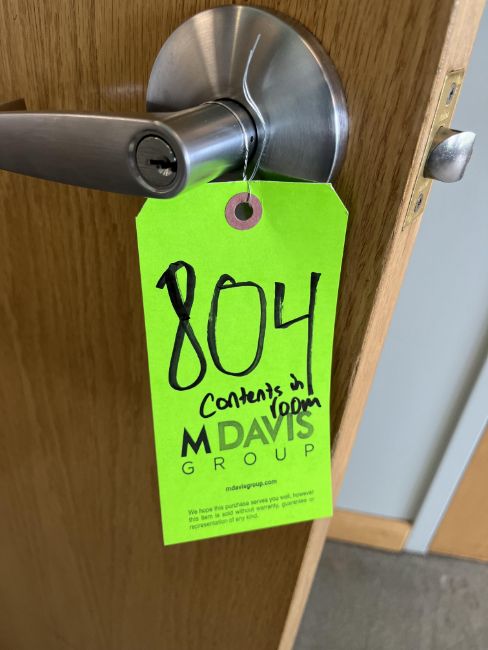 804
Contents in
room
M DAVIS
GROUP
mdavisgroup.com
We hope this purchase serves you well, however
this item is sold without warranty, guarantee or
representation of any kind.